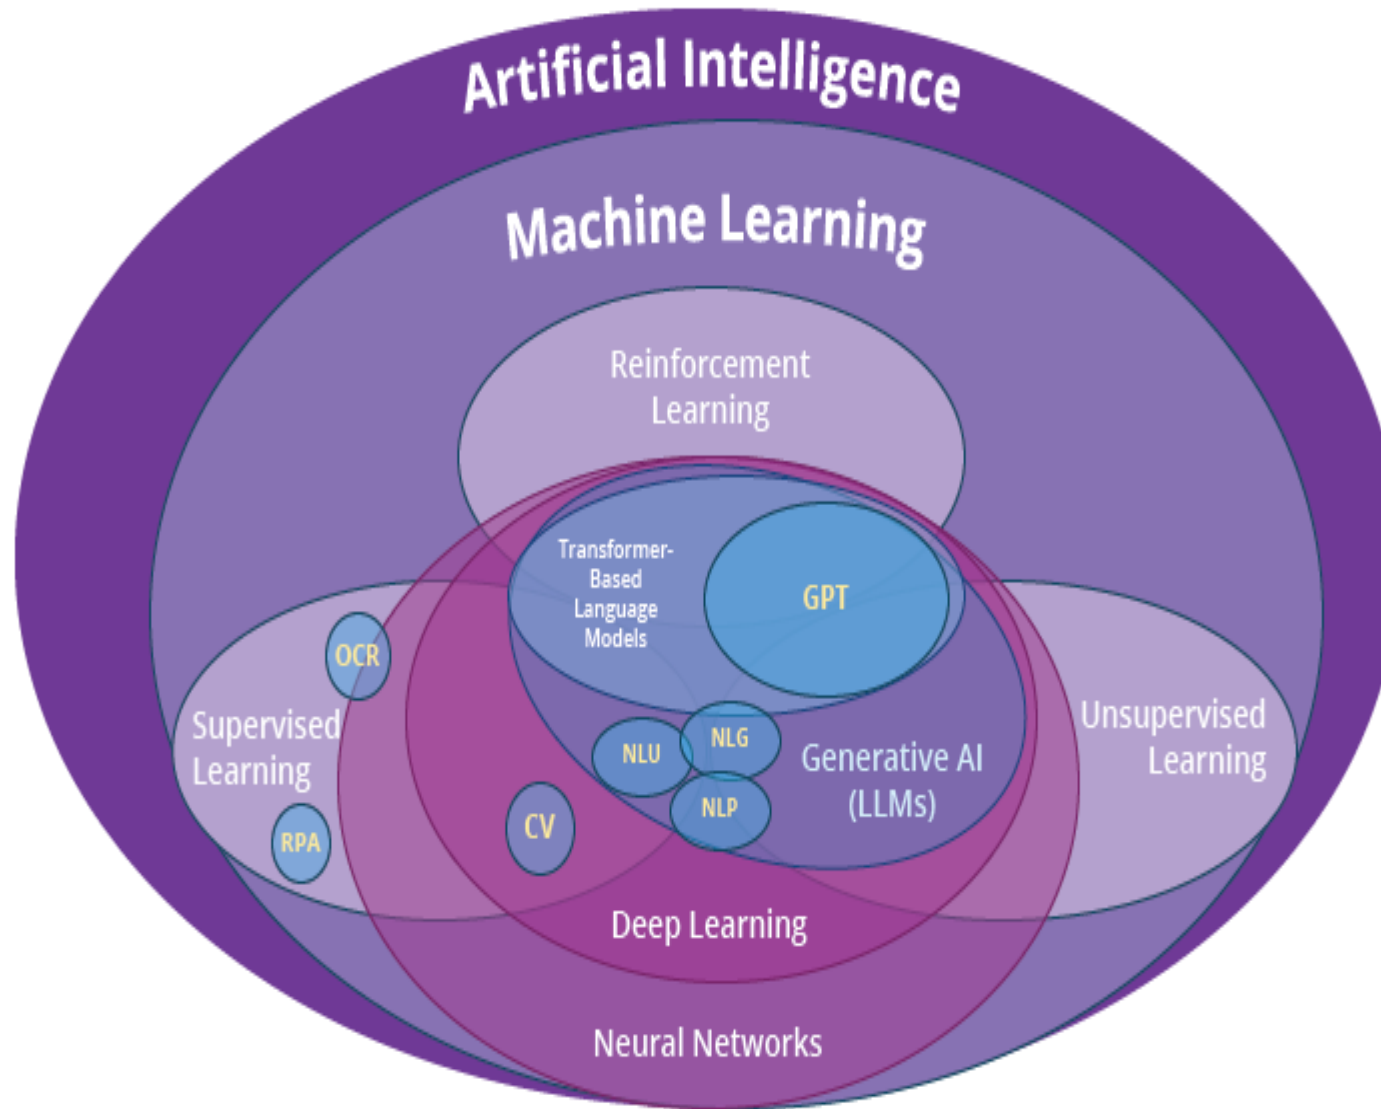 Artificial Intelligence
Machine Learning
Reinforcement
Learning
Transformer-
Based
Language
Models
GPT
OCR
Supervised
Learning
RPA
Unsupervised
Learning
NLU
NLG
NLP
Generative AI
(LLMs)
CV
Deep Learning
Neural Networks